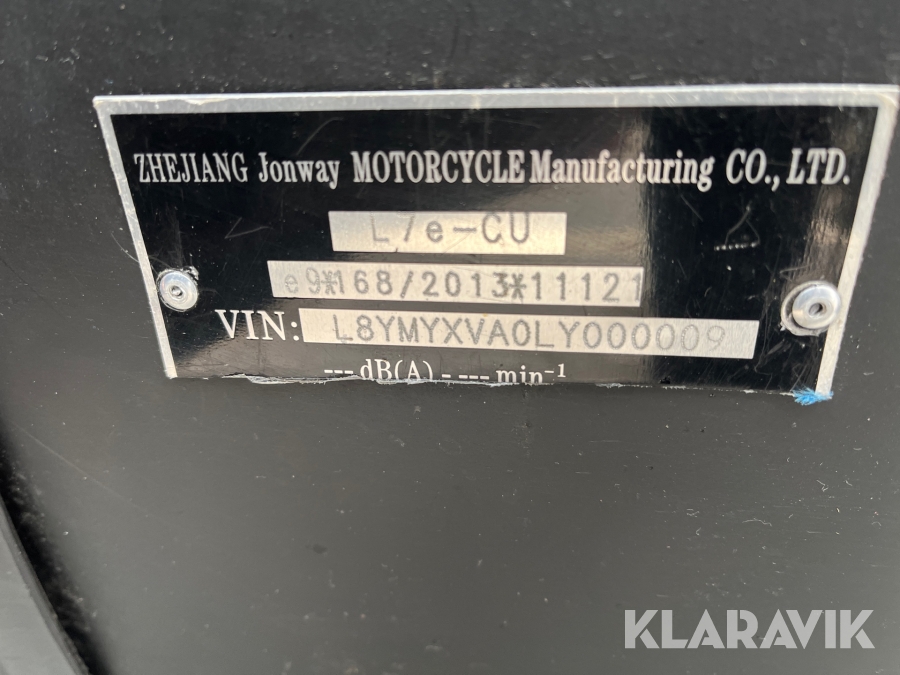 ZHEJIANG Jonway MOTORCYCLE Manufacturing CO., LTD.
L7e-CU
e9*168/2013*11121
VIN: L8YMYXVA0LY000009
--- dB(A) - --- min-1
KLARAVIK